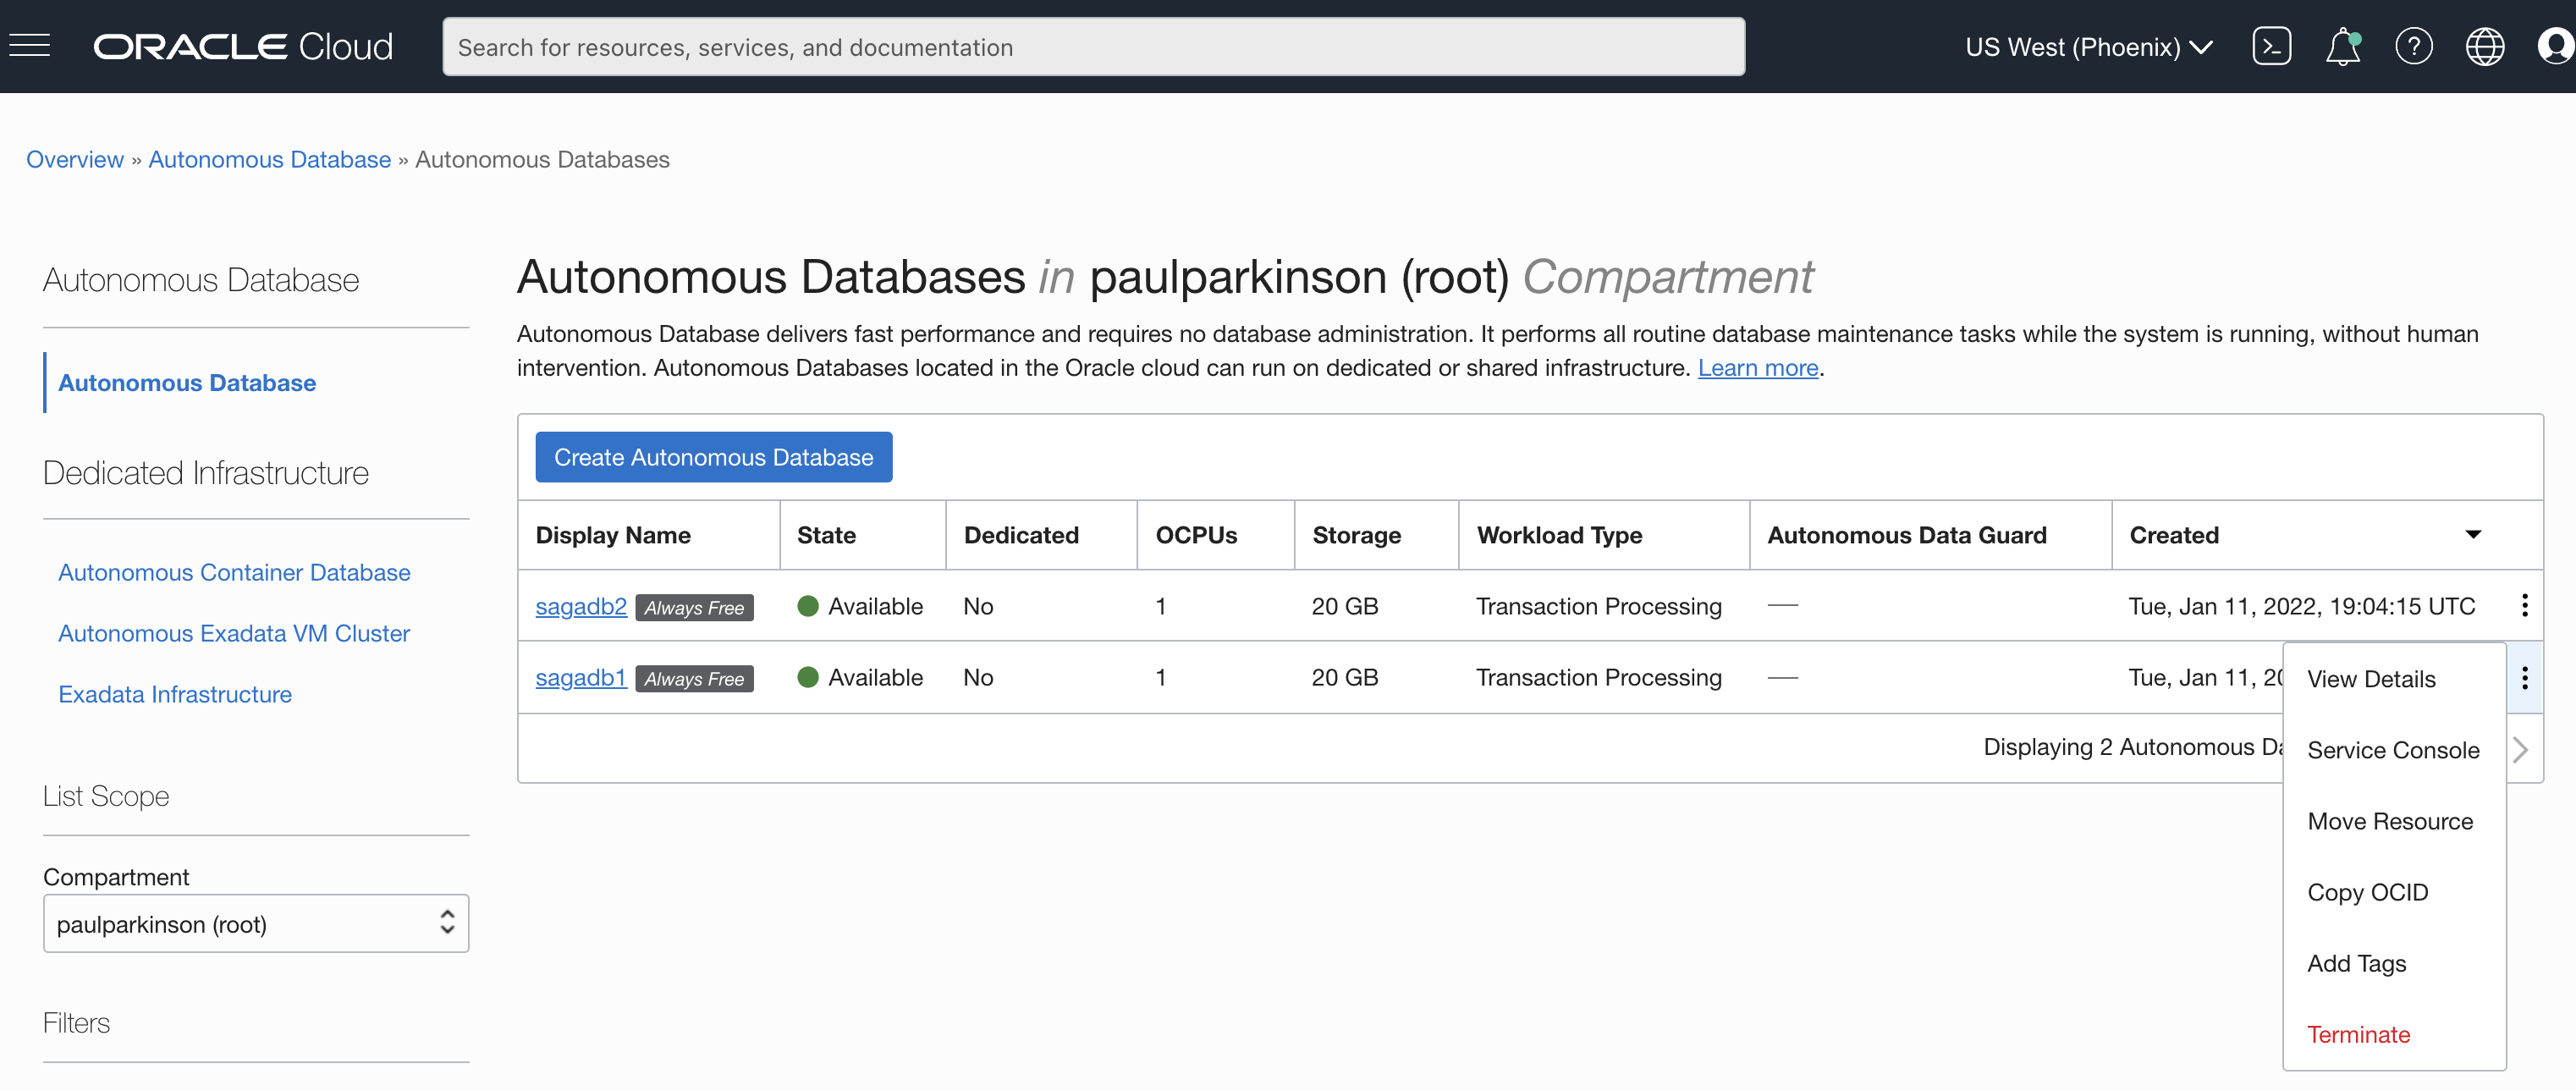 ORACLE Cloud
Search for resources, services, and documentation
US West (Phoenix)
Overview » Autonomous Database » Autonomous Databases
Autonomous Database
Autonomous Database
Dedicated Infrastructure
Autonomous Container Database
Autonomous Exadata VM Cluster
Exadata Infrastructure
List Scope
Compartment
paulparkinson (root)
Filters
Autonomous Databases in paulparkinson (root) Compartment
Autonomous Database delivers fast performance and requires no database administration. It performs all routine database maintenance tasks while the system is running, without human
intervention. Autonomous Databases located in the Oracle cloud can run on dedicated or shared infrastructure. Learn more.
Create Autonomous Database
Display Name State Dedicated OCPUs Storage Workload Type Autonomous Data Guard Created
sagadb2 Always Free Available No 1 20 GB Transaction Processing — Tue, Jan 11, 2022, 19:04:15 UTC
sagadb1 Always Free Available No 1 20 GB Transaction Processing — Tue, Jan 11, 20
Displaying 2 Autonomous Da
View Details
Service Console
Move Resource
Copy OCID
Add Tags
Terminate